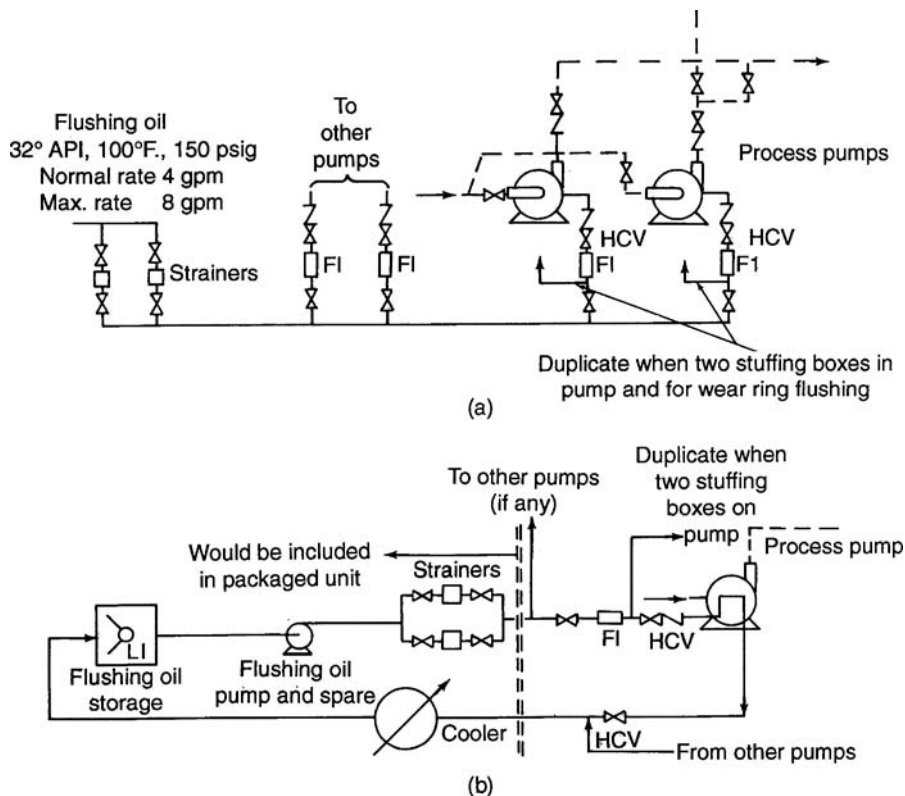 Flushing oil
32° API, 100°F., 150 psig
Normal rate 4 gpm
Max. rate 8 gpm
To
other
pumps
Process pumps
Strainers
FI
FI
HCV
FI
HCV
F1
Duplicate when two stuffing boxes in
pump and for wear ring flushing
(a)
Duplicate when
two stuffing
boxes on
pump
To other pumps
(if any)
Process pump
Would be included
in packaged unit
Strainers
LI
Flushing oil
storage
Flushing oil
pump and spare
FI
HCV
Cooler
HCV
From other pumps
(b)